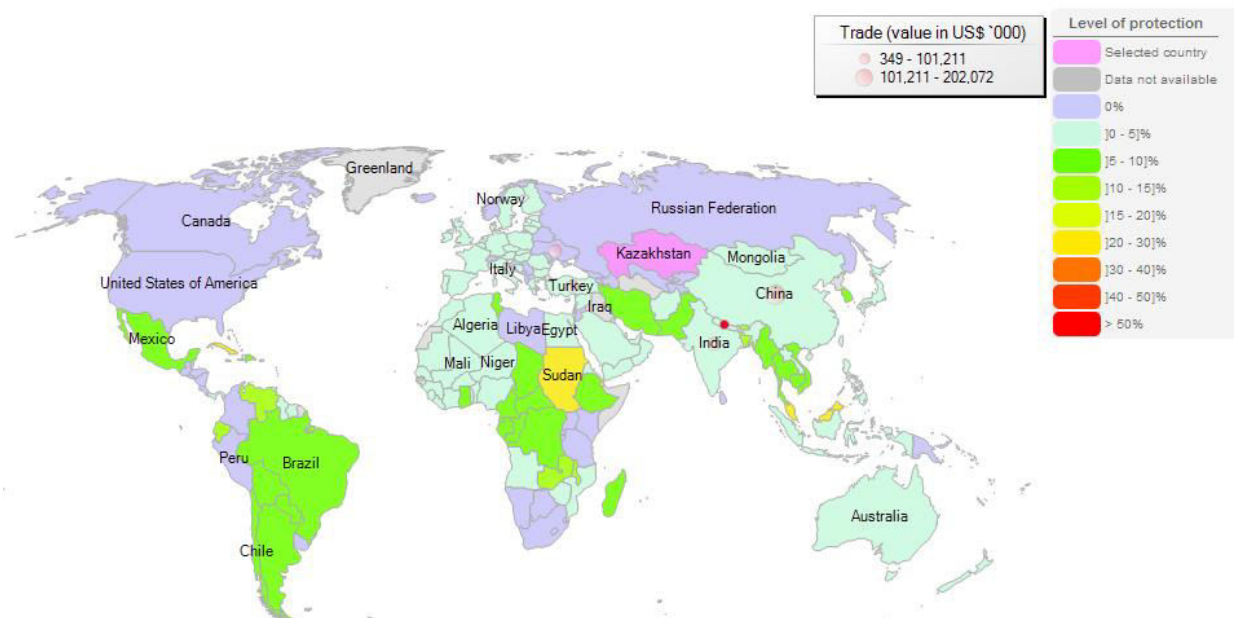 Trade (value in US$ `000)
349 - 101,211
101,211 - 202,072
Level of protection
Selected country
Data not available
0%
]0 - 5]%
]5 - 10]%
]10 - 15]%
]15 - 20]%
]20 - 30]%
]30 - 40]%
]40 - 50]%
> 50%
Greenland
Canada
Norway
Russian Federation
United States of America
Italy
Kazakhstan
Mongolia
Turkey
China
Iraq
Mexico
Algeria
Libya
Egypt
India
Mali
Niger
Sudan
Peru
Brazil
Australia
Chile